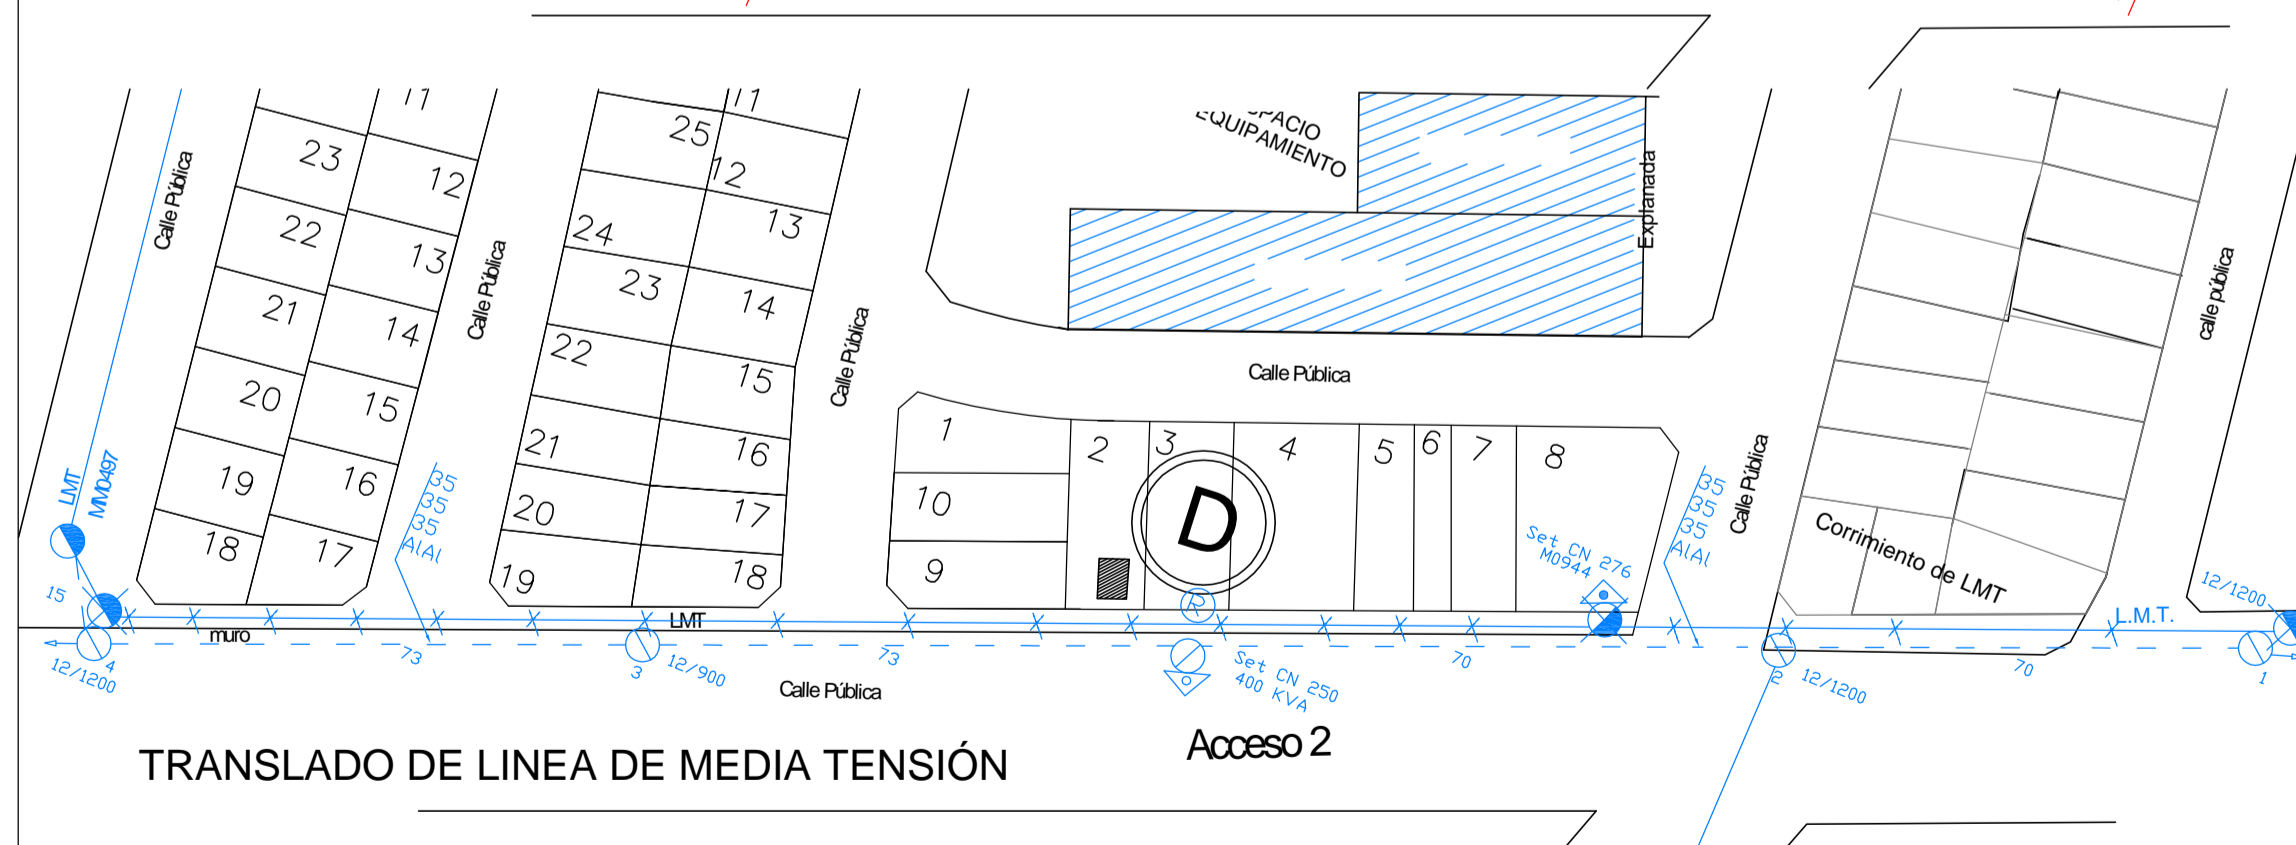 11
23
22
21
20
19
18
12
13
14
15
16
17
Calle Pública
LMT
MM0497
15
4
12/1200
muro
35
35
35
AlAl
Calle Pública
73
11
25
12
24
13
23
14
22
15
21
16
20
17
19
18
LMT
3
12/900
73
Calle Pública
Calle Pública
EQUIPAMIENTO
Explanada
Calle Pública
1
2
3
4
5
6
7
8
10
9
D
R
Set CN 276
M0944
Set CN 250
400 KVA
70
35
35
35
AlAl
Calle Pública
Corrimiento de LMT
2
12/1200
70
calle pública
12/1200
L.M.T.
1
Acceso 2
TRANSLADO DE LINEA DE MEDIA TENSIÓN